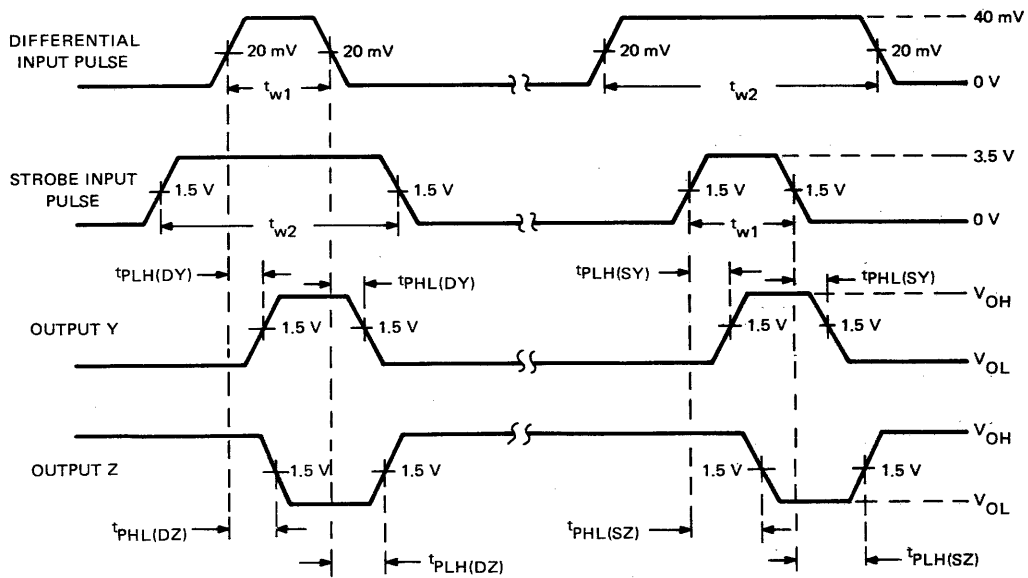 DIFFERENTIAL
INPUT PULSE
20 mV
20 mV
20 mV
20 mV
40 mV
0 V
tw1
tw2
STROBE INPUT
PULSE
1.5 V
1.5 V
1.5 V
1.5 V
3.5 V
0 V
tw2
tw1
tPLH(DY)
tPHL(DY)
tPLH(SY)
tPHL(SY)
OUTPUT Y
1.5 V
1.5 V
1.5 V
1.5 V
VOH
VOL
OUTPUT Z
1.5 V
1.5 V
1.5 V
1.5 V
VOH
VOL
tPHL(DZ)
tPLH(DZ)
tPHL(SZ)
tPLH(SZ)